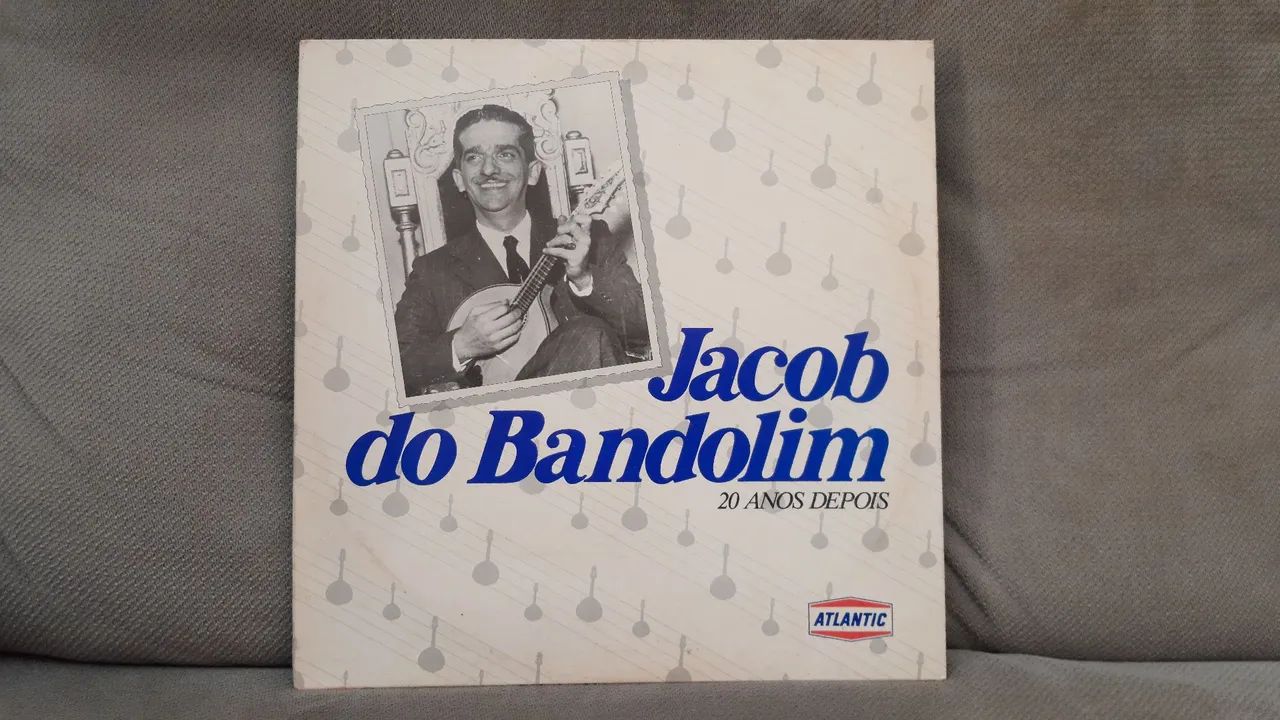 Jacob
do Bandolim
20 ANOS DEPOIS
ATLANTIC